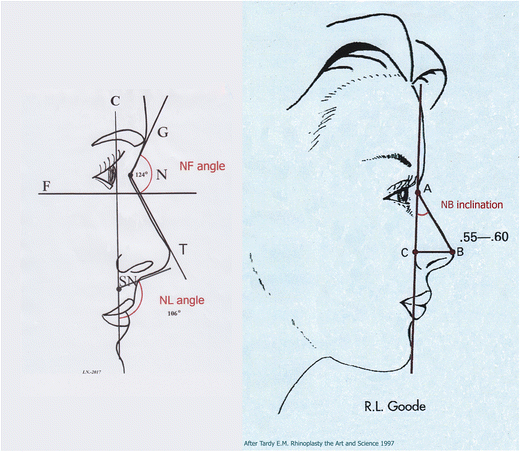 C
G
NF angle
124°
N
F
T
SN
NL angle
106°
LN.-2017
A
NB inclination
.55—.60
C
B
R.L. Goode
After Tardy E.M. Rhinoplasty the Art and Science 1997